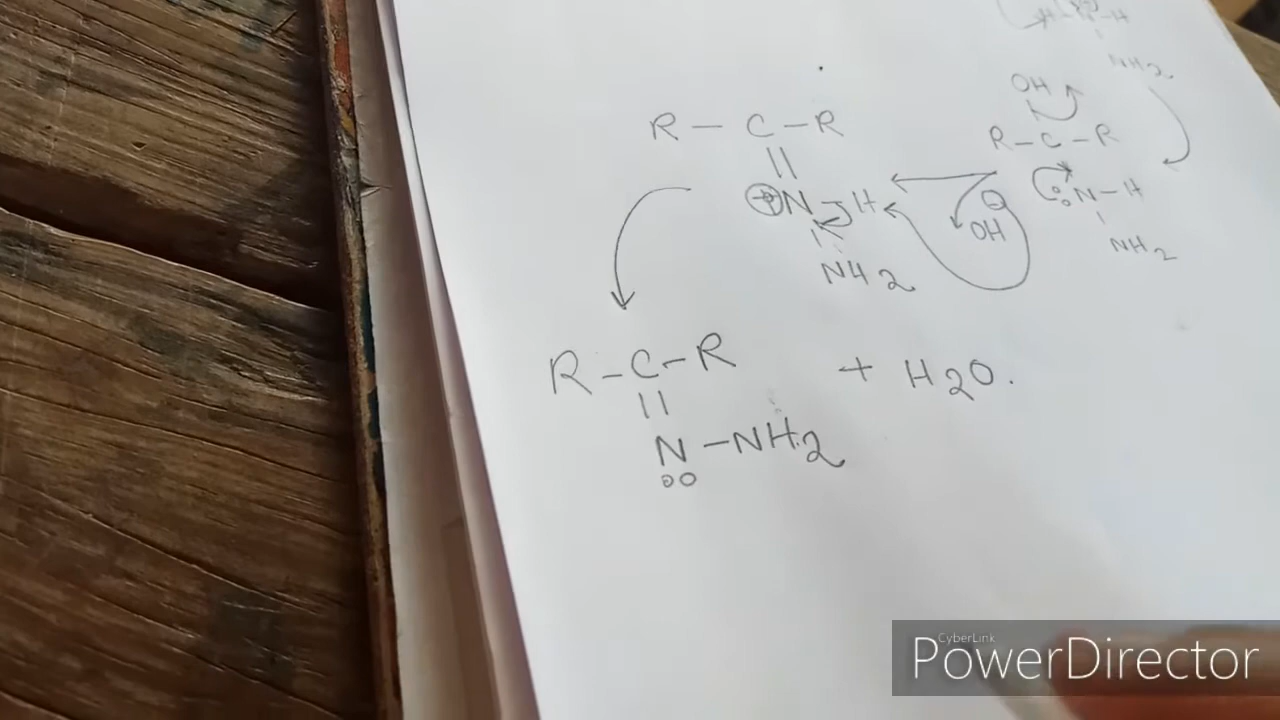 H - N - H
NH2
OH
R - C - R
R - C - R
||
⊕N H
NH2
⊖
OH
:N - H
NH2
R - C - R
||
N - NH2
+ H2O.
CyberLink
PowerDirector